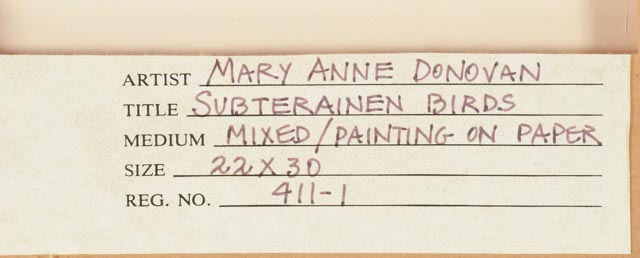 ARTIST MARY ANNE DONOVAN
TITLE SUBTERAINEN BIRDS
MEDIUM MIXED/PAINTING ON PAPER
SIZE 22X30
REG. NO. 411-1